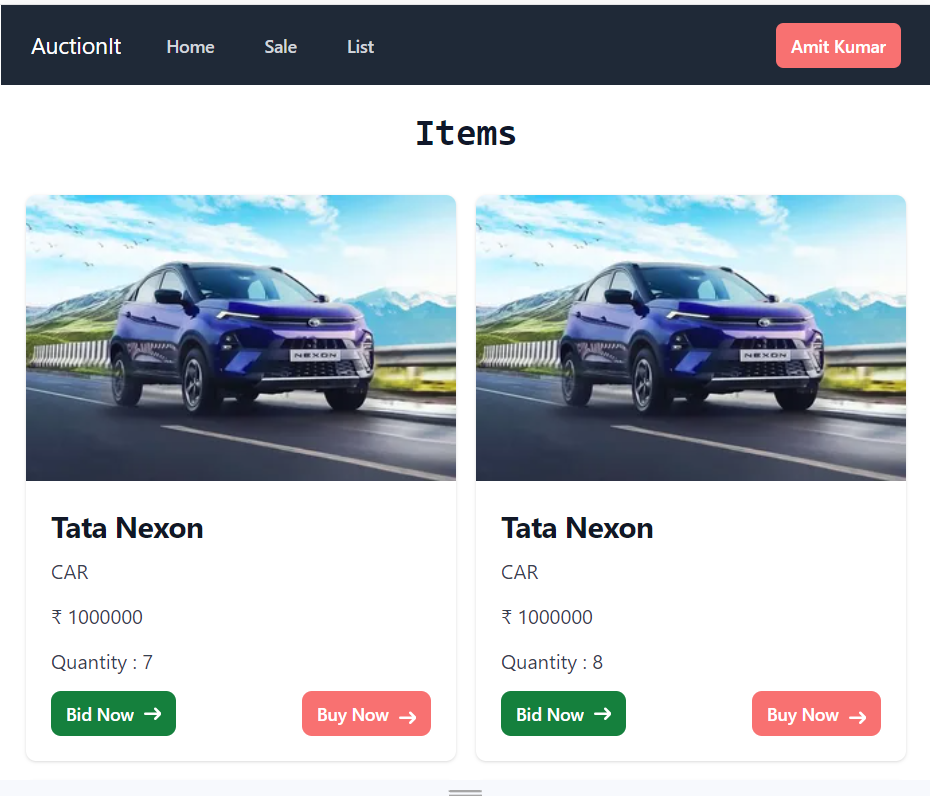 AuctionIt Home Sale List Amit Kumar
Items
NEXON
NEXON
Tata Nexon
CAR
₹ 1000000
Quantity : 7
Bid Now → Buy Now →
Tata Nexon
CAR
₹ 1000000
Quantity : 8
Bid Now → Buy Now →